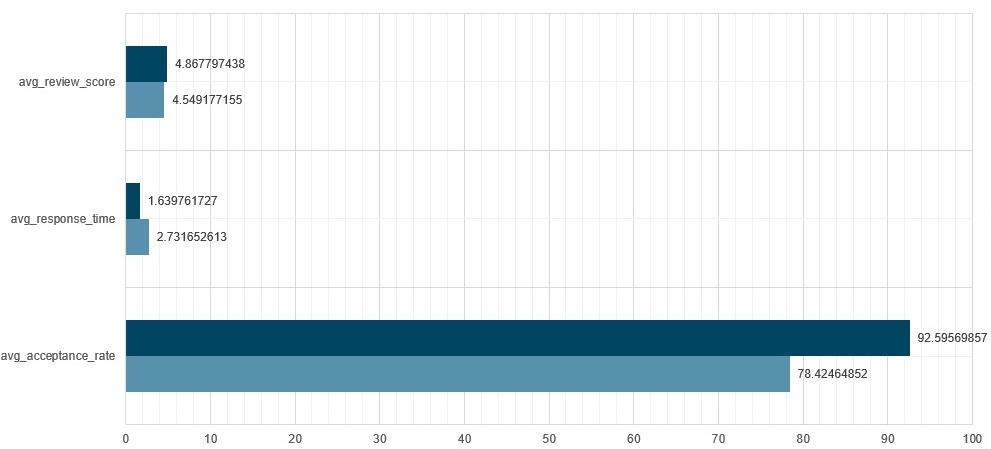 4.867797438
avg_review_score
4.549177155
1.639761727
avg_response_time
2.731652613
92.59569857
avg_acceptance_rate
78.42464852
0 10 20 30 40 50 60 70 80 90 100